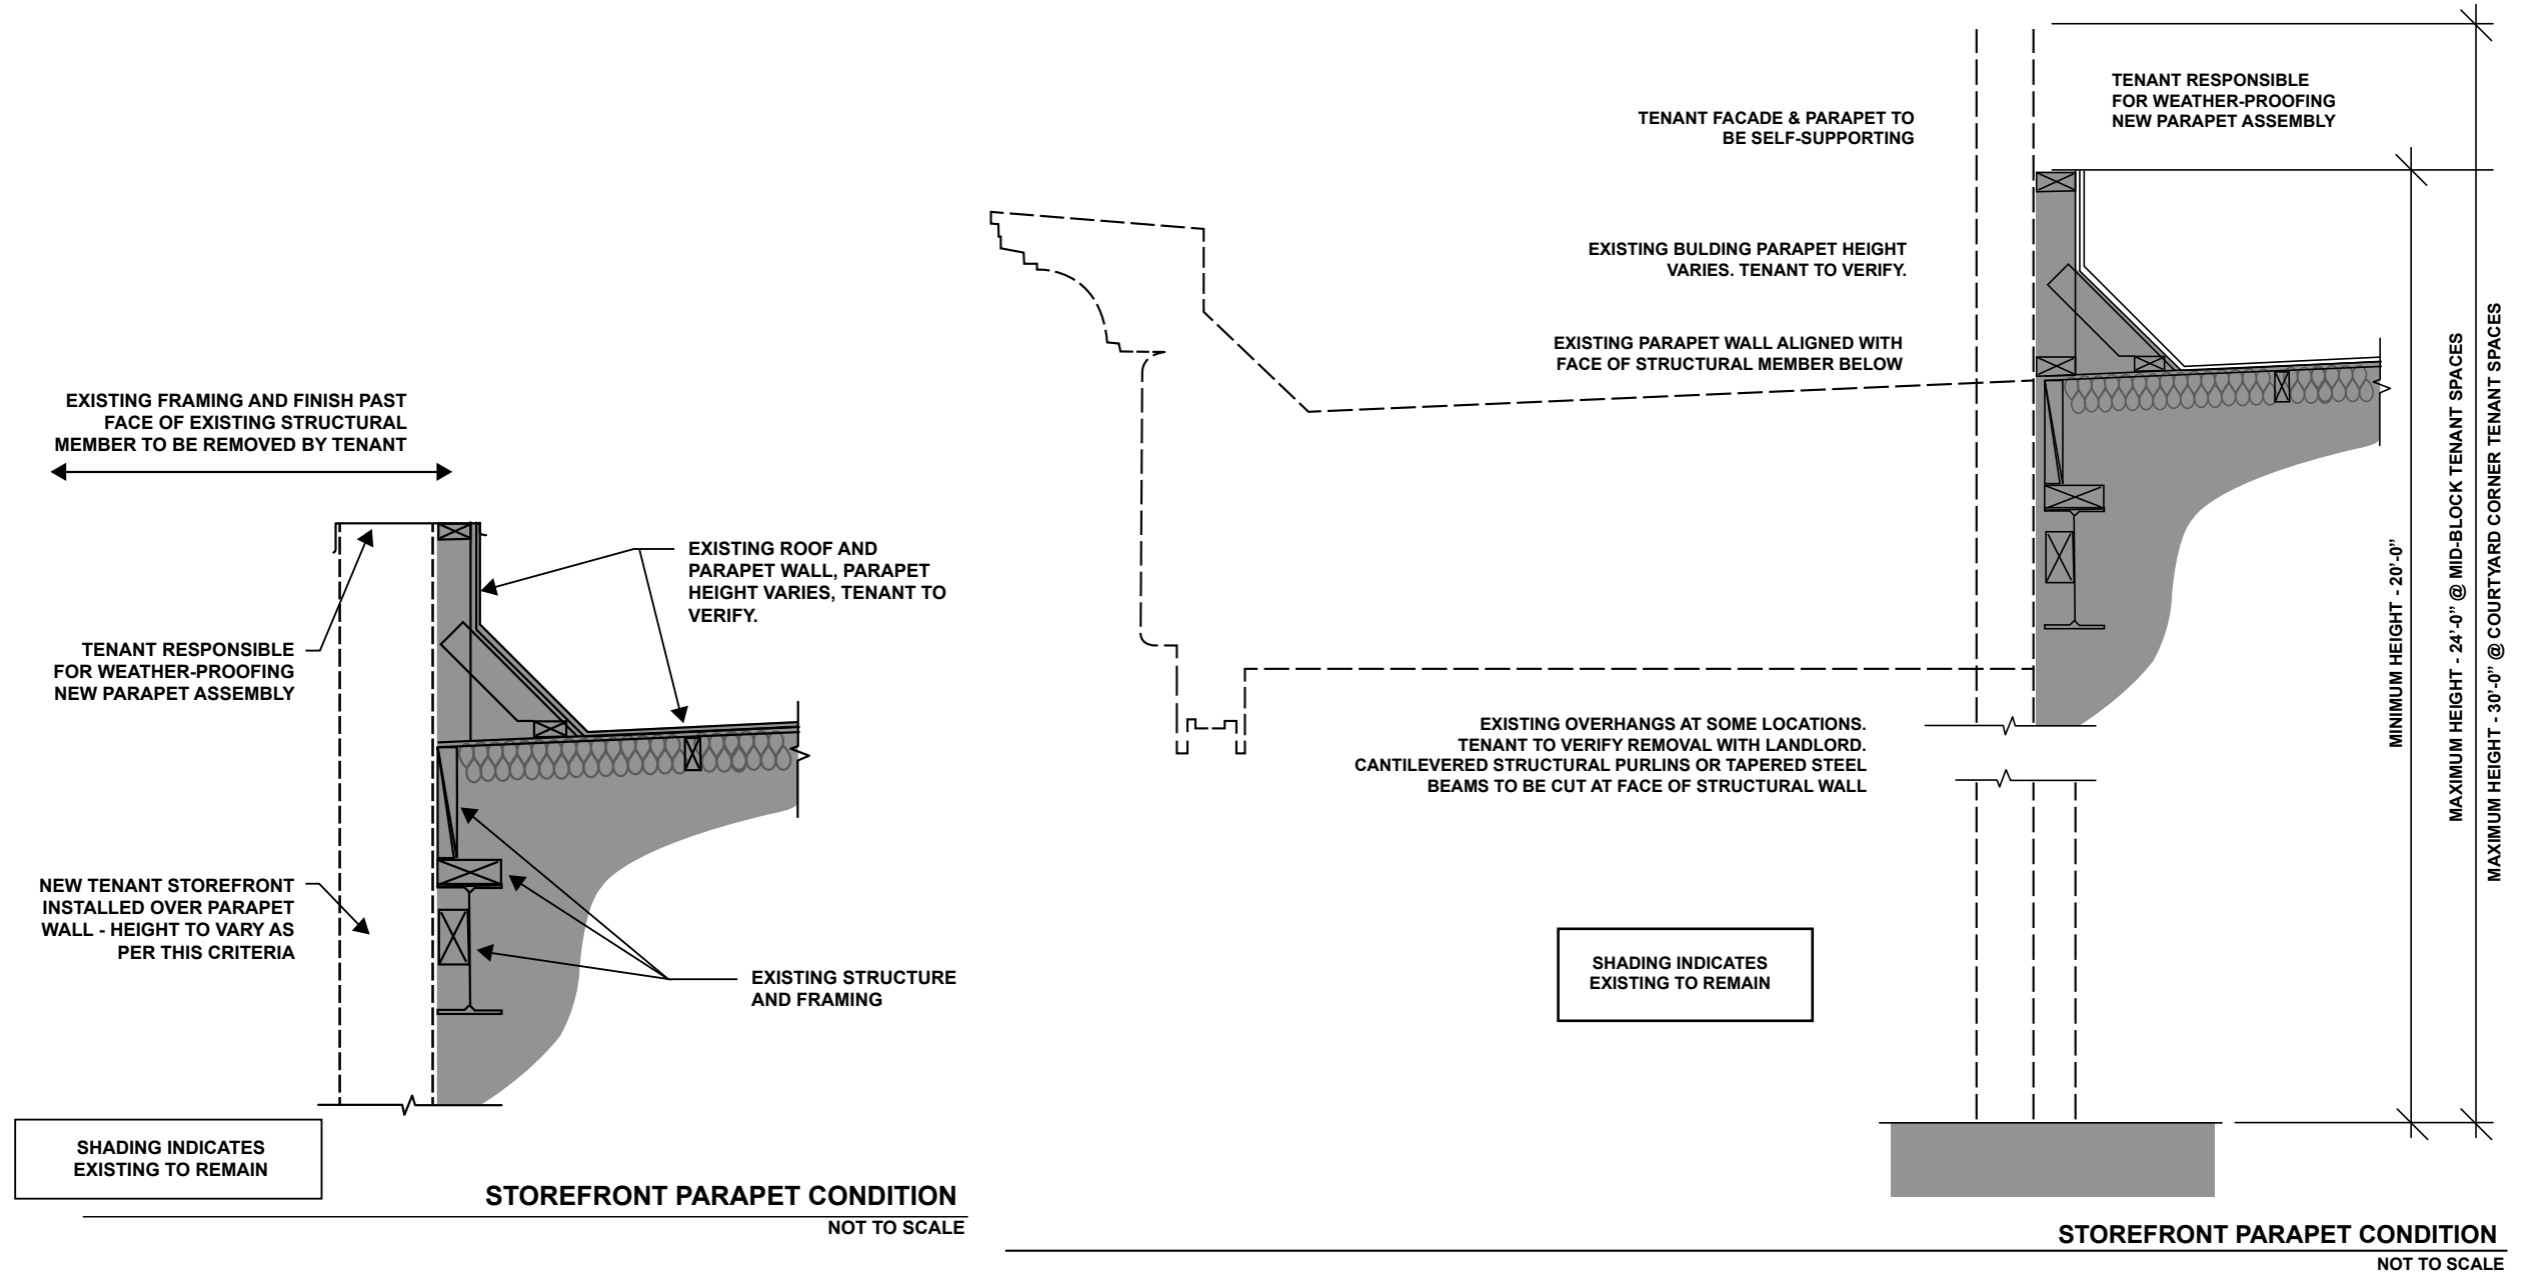 EXISTING FRAMING AND FINISH PAST
FACE OF EXISTING STRUCTURAL
MEMBER TO BE REMOVED BY TENANT
EXISTING ROOF AND
PARAPET WALL, PARAPET
HEIGHT VARIES, TENANT TO
VERIFY.
TENANT RESPONSIBLE
FOR WEATHER-PROOFING
NEW PARAPET ASSEMBLY
NEW TENANT STOREFRONT
INSTALLED OVER PARAPET
WALL - HEIGHT TO VARY AS
PER THIS CRITERIA
EXISTING STRUCTURE
AND FRAMING
SHADING INDICATES
EXISTING TO REMAIN
STOREFRONT PARAPET CONDITION
NOT TO SCALE
TENANT RESPONSIBLE
FOR WEATHER-PROOFING
NEW PARAPET ASSEMBLY
TENANT FACADE & PARAPET TO
BE SELF-SUPPORTING
EXISTING BULDING PARAPET HEIGHT
VARIES. TENANT TO VERIFY.
EXISTING PARAPET WALL ALIGNED WITH
FACE OF STRUCTURAL MEMBER BELOW
EXISTING OVERHANGS AT SOME LOCATIONS.
TENANT TO VERIFY REMOVAL WITH LANDLORD.
CANTILEVERED STRUCTURAL PURLINS OR TAPERED STEEL
BEAMS TO BE CUT AT FACE OF STRUCTURAL WALL
MINIMUM HEIGHT - 20'-0”
MAXIMUM HEIGHT - 24'-0” @ MID-BLOCK TENANT SPACES
MAXIMUM HEIGHT - 30'-0” @ COURTYARD CORNER TENANT SPACES
SHADING INDICATES
EXISTING TO REMAIN
STOREFRONT PARAPET CONDITION
NOT TO SCALE